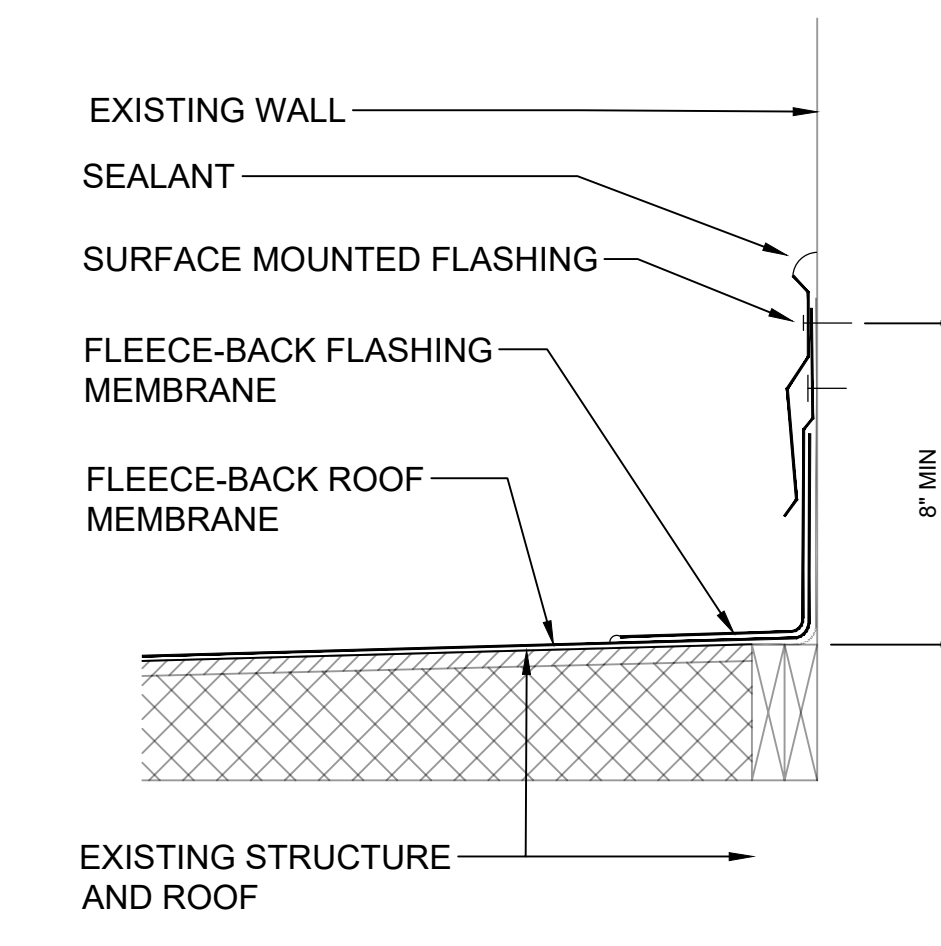 EXISTING WALL
SEALANT
SURFACE MOUNTED FLASHING
FLEECE-BACK FLASHING
MEMBRANE
FLEECE-BACK ROOF
MEMBRANE
8" MIN
EXISTING STRUCTURE
AND ROOF